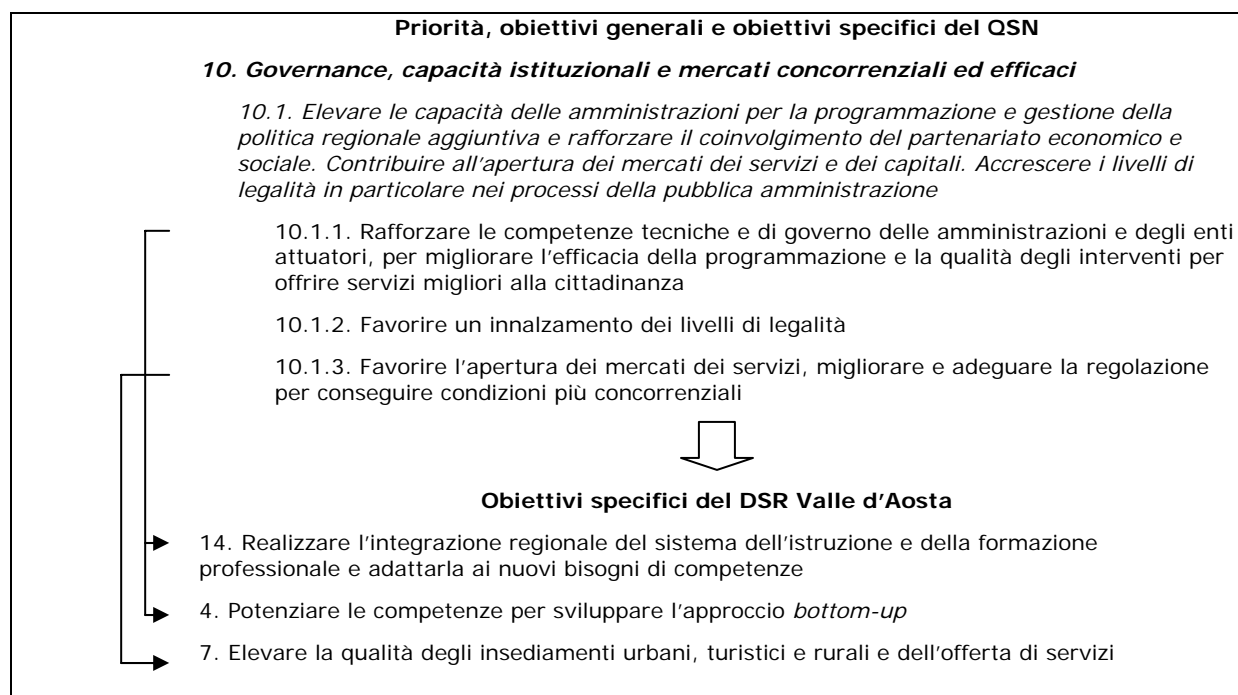 Priorità, obiettivi generali e obiettivi specifici del QSN
10. Governance, capacità istituzionali e mercati concorrenziali ed efficaci
10.1. Elevare le capacità delle amministrazioni per la programmazione e gestione della
politica regionale aggiuntiva e rafforzare il coinvolgimento del partenariato economico e
sociale. Contribuire all'apertura dei mercati dei servizi e dei capitali. Accrescere i livelli di
legalità in particolare nei processi della pubblica amministrazione
10.1.1. Rafforzare le competenze tecniche e di governo delle amministrazioni e degli enti
attuatori, per migliorare l'efficacia della programmazione e la qualità degli interventi per
offrire servizi migliori alla cittadinanza
10.1.2. Favorire un innalzamento dei livelli di legalità
10.1.3. Favorire l'apertura dei mercati dei servizi, migliorare e adeguare la regolazione
per conseguire condizioni più concorrenziali
Obiettivi specifici del DSR Valle d'Aosta
14. Realizzare l'integrazione regionale del sistema dell'istruzione e della formazione
professionale e adattarla ai nuovi bisogni di competenze
4. Potenziare le competenze per sviluppare l'approccio bottom-up
7. Elevare la qualità degli insediamenti urbani, turistici e rurali e dell'offerta di servizi